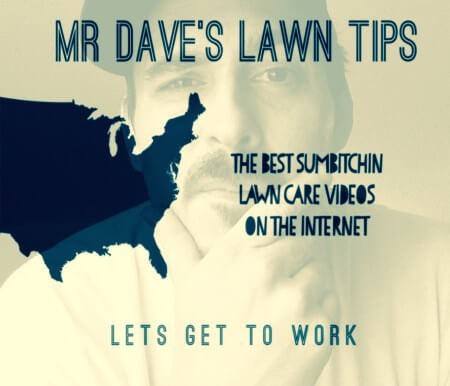 MR DAVE'S LAWN TIPS
THE BEST SUMBITCHIN
LAWN CARE VIDEOS
ON THE INTERNET
LETS GET TO WORK